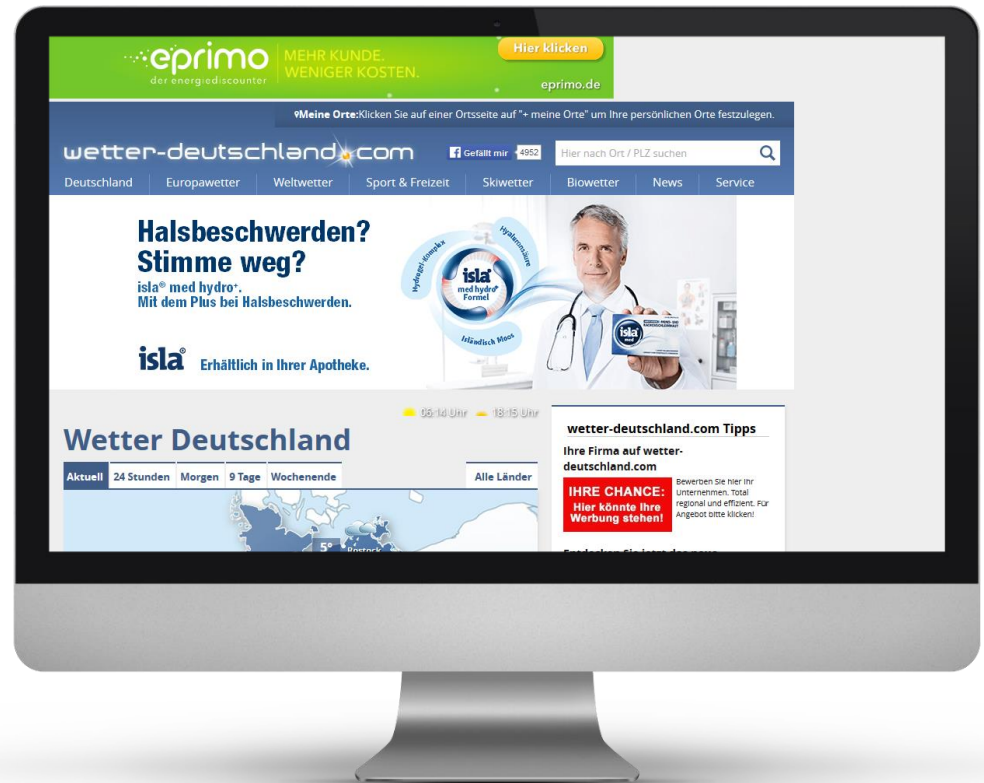 eprimo
der energiediscounter
MEHR KUNDE.
WENIGER KOSTEN.
Hier klicken
eprimo.de
Meine Orte:Klicken Sie auf einer Ortsseite auf "+ meine Orte" um Ihre persönlichen Orte festzulegen.
wetter-deutschland.com
Gefällt mir 4952
Hier nach Ort / PLZ suchen
Deutschland Europawetter Weltwetter Sport & Freizeit Skiwetter Biowetter News Service
Halsbeschwerden?
Stimme weg?
isla® med hydro+.
Mit dem Plus bei Halsbeschwerden.
isla® Erhältlich in Ihrer Apotheke.
Hydrogel-Komplex
Hyaluronsäure
isla®
med hydro+
Formel
Isländisch Moos
isla
med
06:14 Uhr 18:15 Uhr
Wetter Deutschland
Aktuell 24 Stunden Morgen 9 Tage Wochenende Alle Länder
5°
Rostock
wetter-deutschland.com Tipps
Ihre Firma auf wetter-
deutschland.com
IHRE CHANCE:
Hier könnte Ihre
Werbung stehen!
Bewerben Sie hier Ihr
Unternehmen. Total
regional und effizient. Für
Angebot bitte klicken!